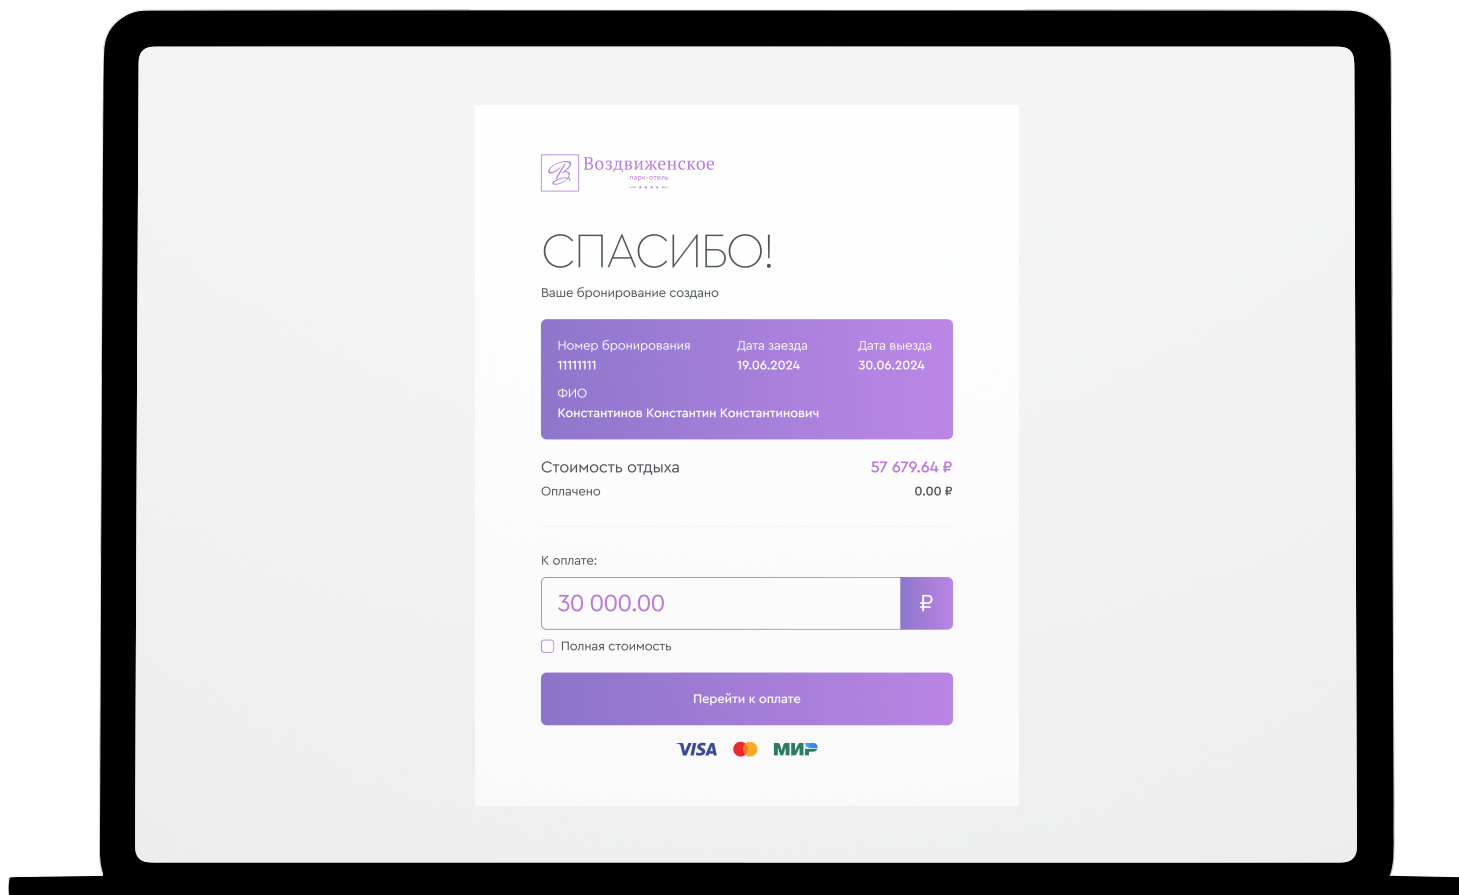 В Воздвиженское
парк-отель
СПАСИБО!
Ваше бронирование создано
Номер бронирования Дата заезда Дата выезда
11111111 19.06.2024 30.06.2024
ФИО
Константинов Константин Константинович
Стоимость отдыха 57 679.64 ₽
Оплачено 0.00 ₽
К оплате:
30 000.00 ₽
Полная стоимость
Перейти к оплате
VISA МИР